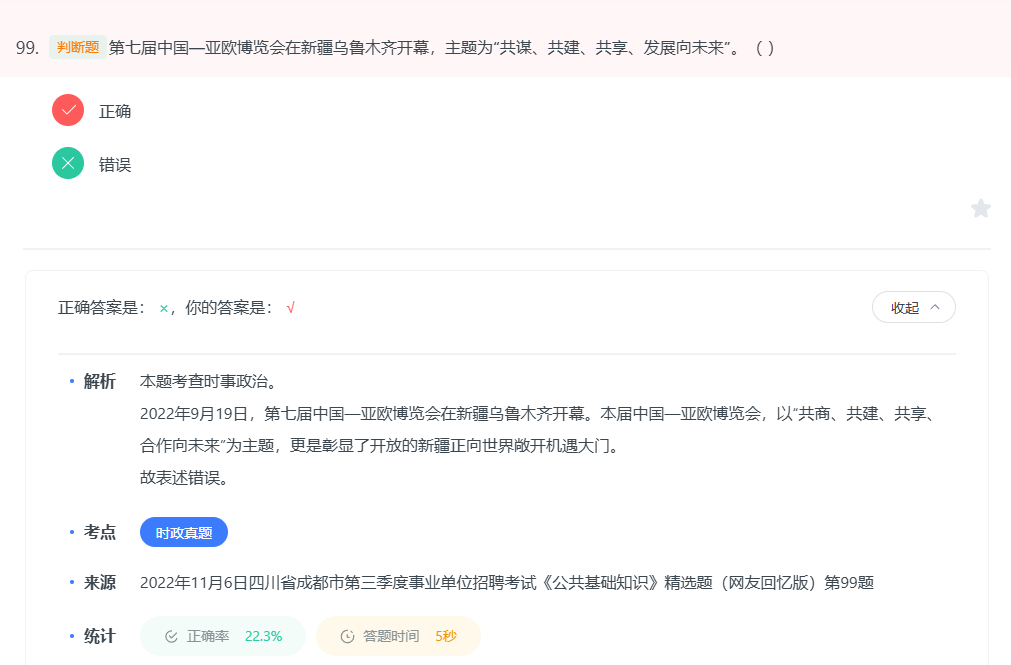 99. 判断题 第七届中国—亚欧博览会在新疆乌鲁木齐开幕，主题为“共谋、共建、共享、发展向未来”。（ ）
正确
错误
正确答案是： ×，你的答案是： √
收起
解析 本题考查时事政治。
2022年9月19日，第七届中国—亚欧博览会在新疆乌鲁木齐开幕。本届中国—亚欧博览会，以“共商、共建、共享、
合作向未来”为主题，更是彰显了开放的新疆正向世界敞开机遇大门。
故表述错误。
考点 时政真题
来源 2022年11月6日四川省成都市第三季度事业单位招聘考试《公共基础知识》精选题（网友回忆版）第99题
统计 正确率 22.3% 答题时间 5秒